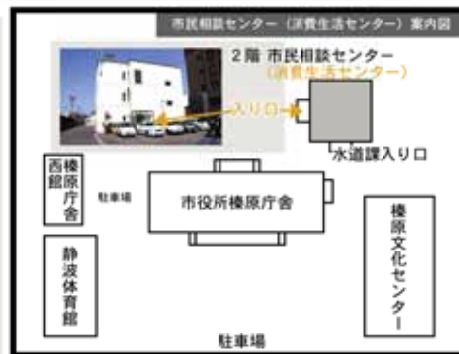 市民相談センター（消費生活センター）案内図
2階 市民相談センター
（消費生活センター）
入り口
水道課入り口
榛原庁舎
西館
駐車場
市役所榛原庁舎
静波体育館
榛原文化センター
駐車場